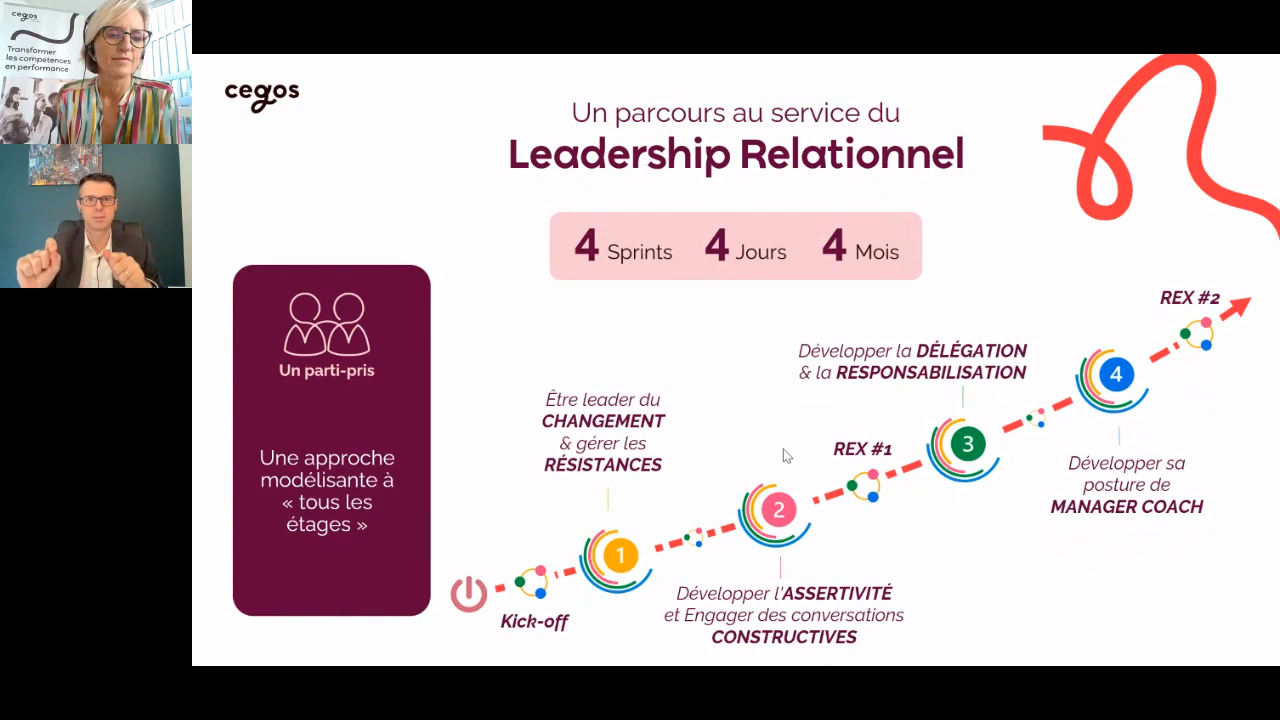 cegos
Transformer
les compétences
en performance
cegos
Un parcours au service du
Leadership Relationnel
4 Sprints 4 Jours 4 Mois
Un parti-pris
Une approche
modélisante à
« tous les
étages »
Kick-off
1
Être leader du
CHANGEMENT
& gérer les
RÉSISTANCES
2
Développer l'ASSERTIVITÉ
et Engager des conversations
CONSTRUCTIVES
REX #1
3
Développer la DÉLÉGATION
& la RESPONSABILISATION
4
Développer sa
posture de
MANAGER COACH
REX #2